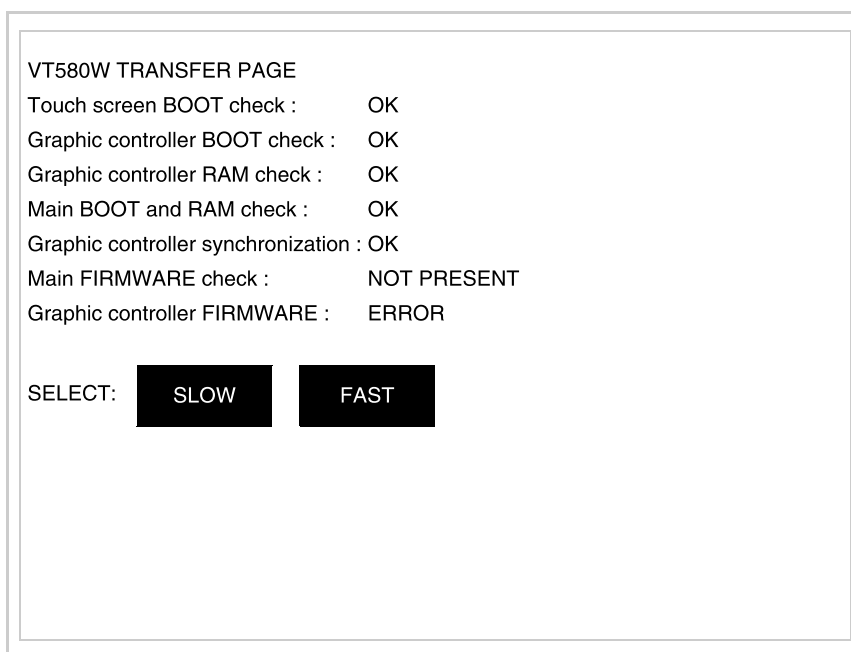 VT580W TRANSFER PAGE
Touch screen BOOT check : OK
Graphic controller BOOT check : OK
Graphic controller RAM check : OK
Main BOOT and RAM check : OK
Graphic controller synchronization : OK
Main FIRMWARE check : NOT PRESENT
Graphic controller FIRMWARE : ERROR
SELECT: SLOW FAST